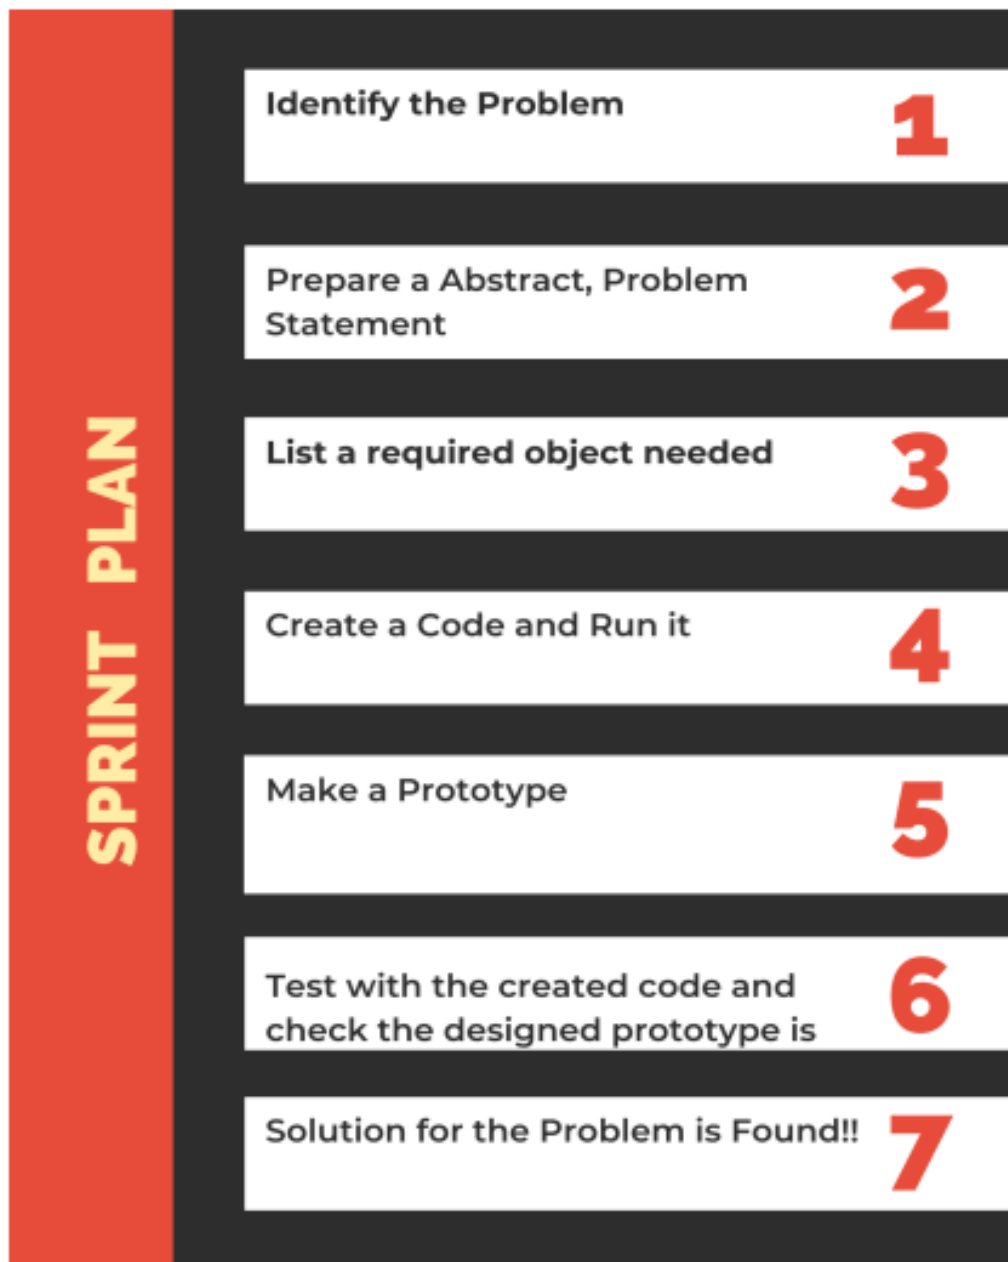 SPRINT PLAN
Identify the Problem
1
Prepare a Abstract, Problem
Statement
2
List a required object needed
3
Create a Code and Run it
4
Make a Prototype
5
Test with the created code and
check the designed prototype is
6
Solution for the Problem is Found!!
7